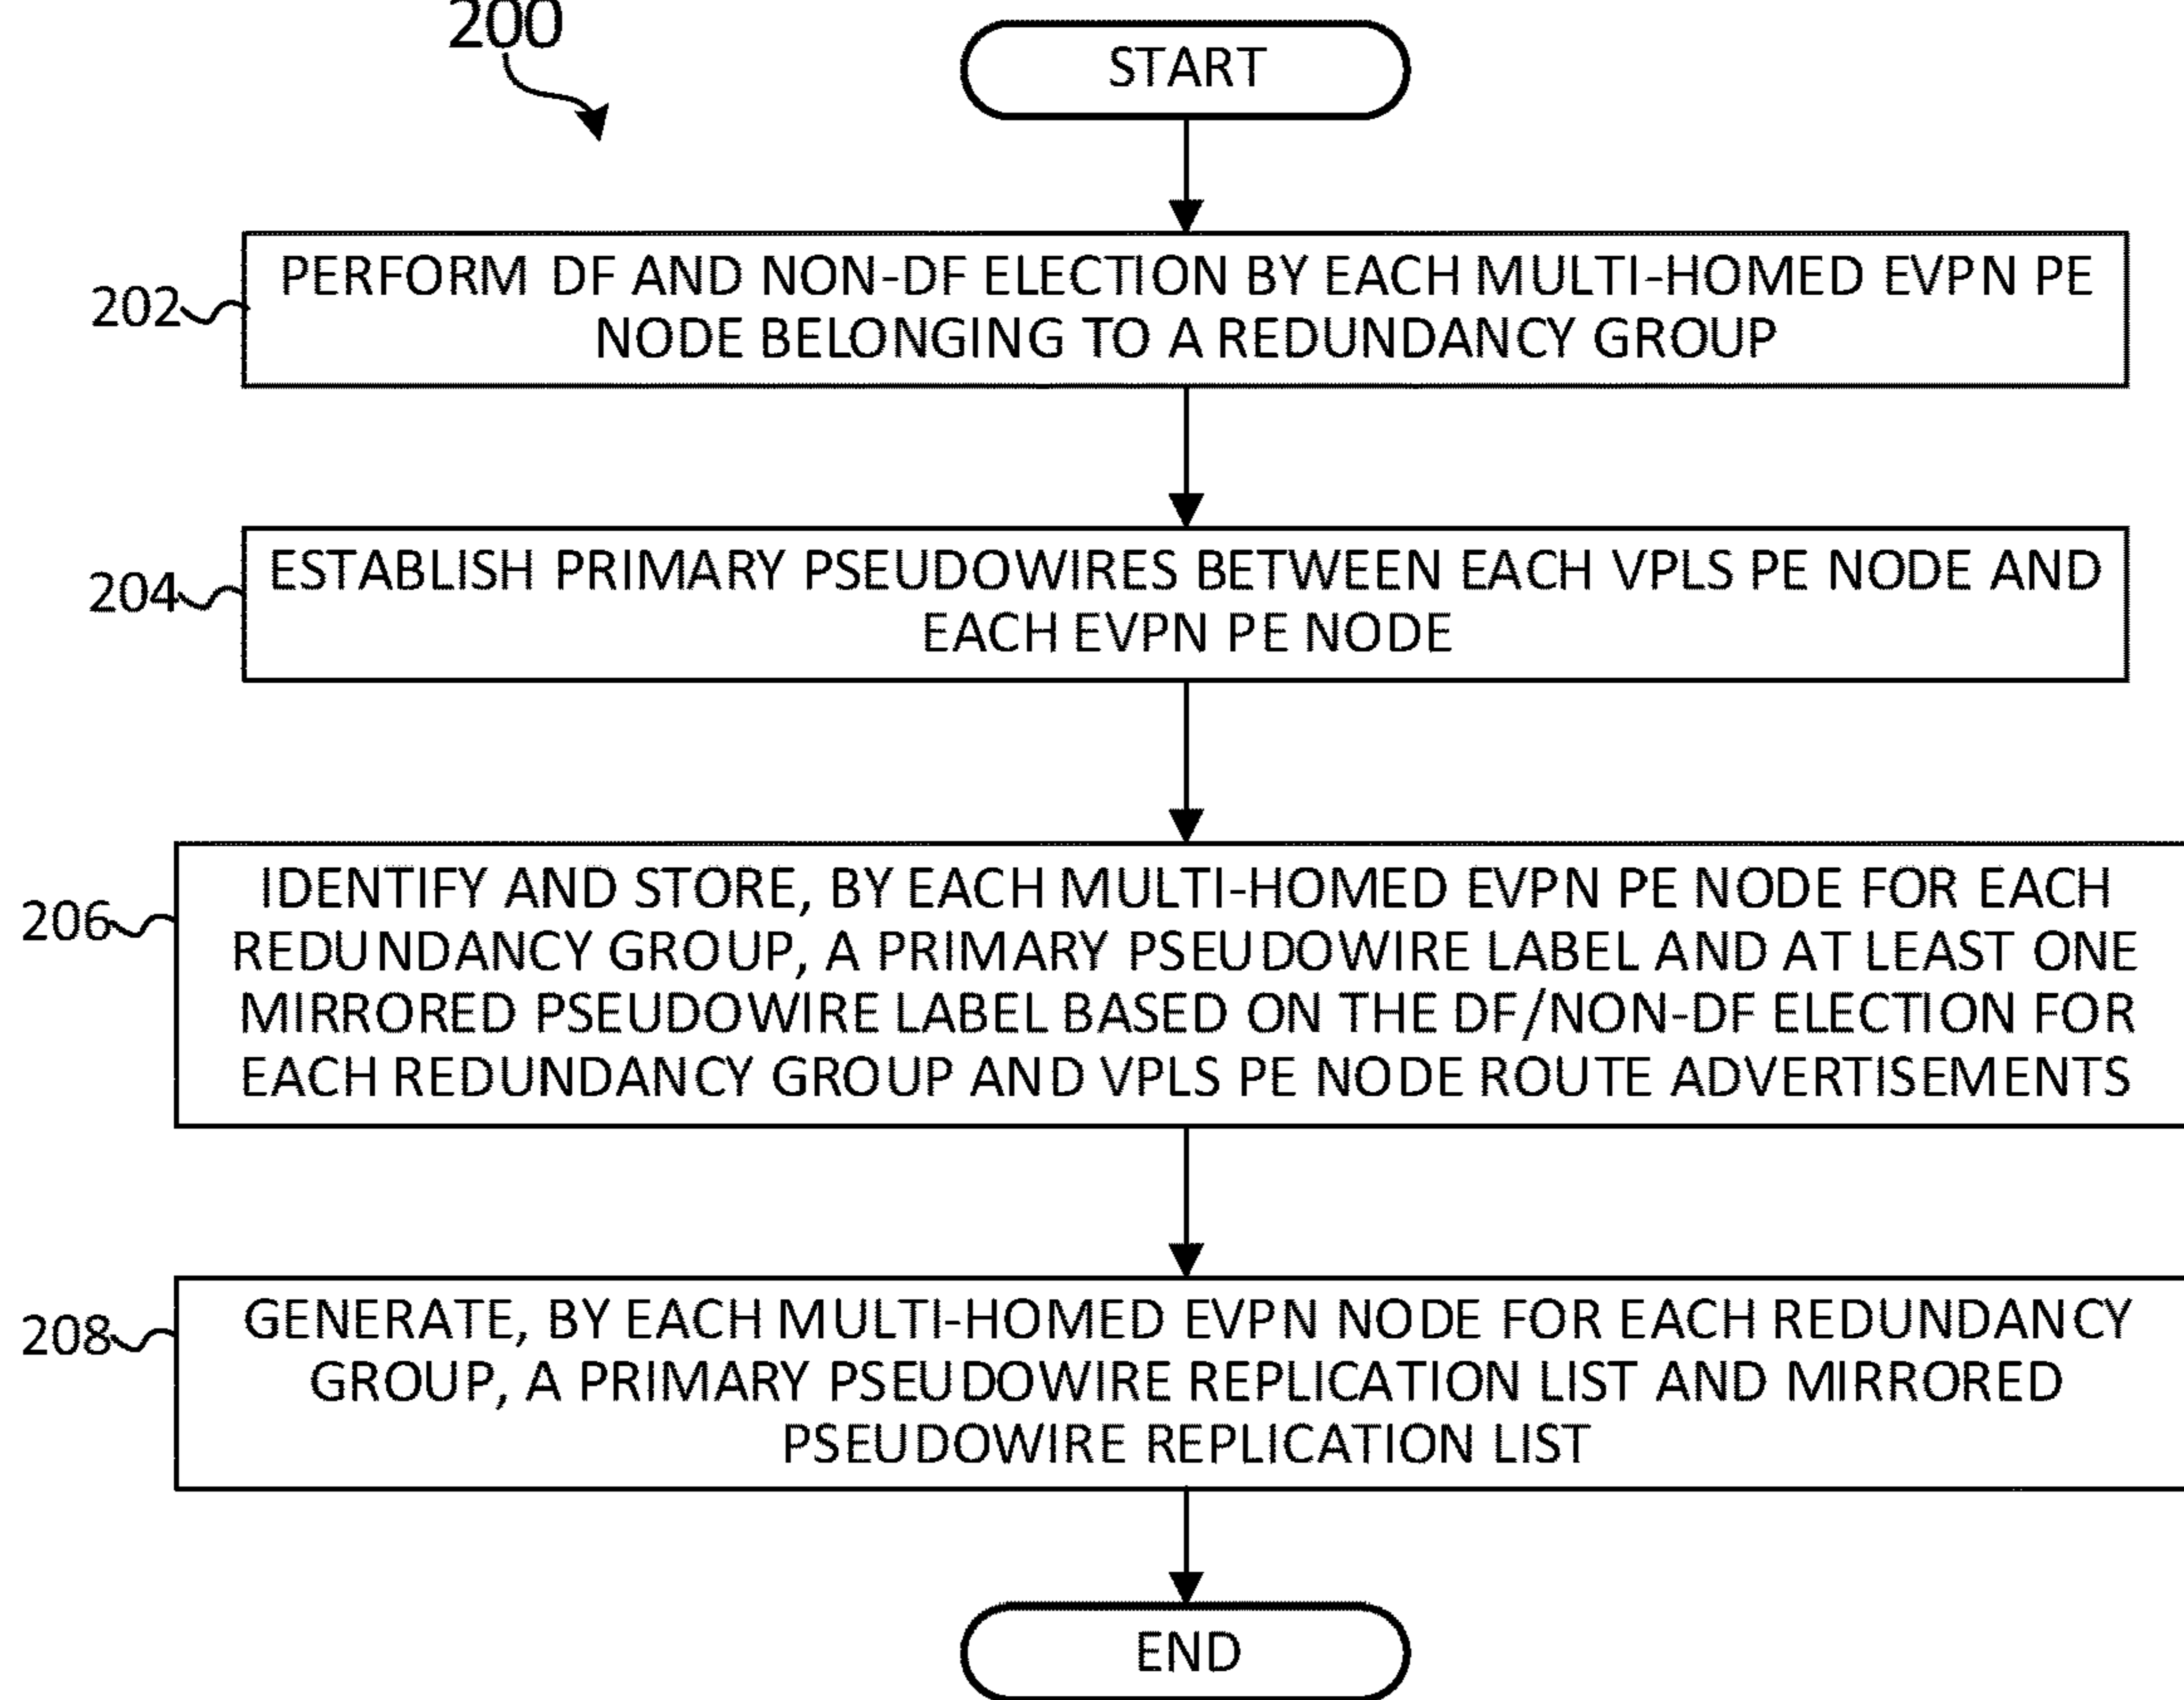 200
START
202
PERFORM DF AND NON-DF ELECTION BY EACH MULTI-HOMED EVPN PE
NODE BELONGING TO A REDUNDANCY GROUP
204
ESTABLISH PRIMARY PSEUDOWIRES BETWEEN EACH VPLS PE NODE AND
EACH EVPN PE NODE
206
IDENTIFY AND STORE, BY EACH MULTI-HOMED EVPN PE NODE FOR EACH
REDUNDANCY GROUP, A PRIMARY PSEUDOWIRE LABEL AND AT LEAST ONE
MIRRORED PSEUDOWIRE LABEL BASED ON THE DF/NON-DF ELECTION FOR
EACH REDUNDANCY GROUP AND VPLS PE NODE ROUTE ADVERTISEMENTS
208
GENERATE, BY EACH MULTI-HOMED EVPN NODE FOR EACH REDUNDANCY
GROUP, A PRIMARY PSEUDOWIRE REPLICATION LIST AND MIRRORED
PSEUDOWIRE REPLICATION LIST
END